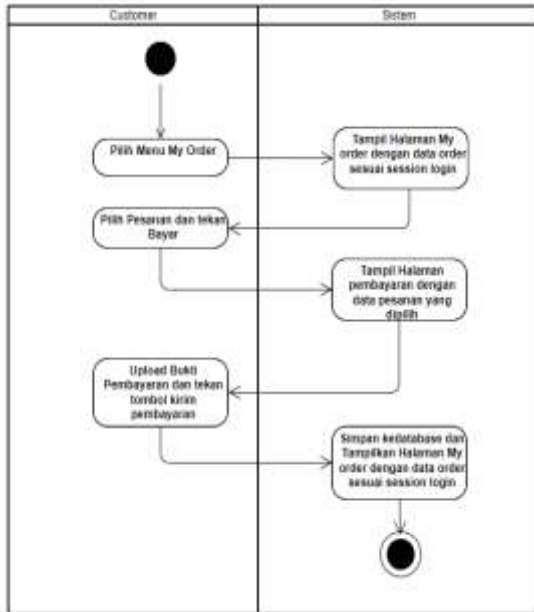 Customer
Sistem
Pilih Menu My Order
Tampil Halaman My
order dengan data order
sesuai session login
Pilih Pesanan dan tekan
Bayar
Tampil Halaman
pembayaran dengan
data pesanan yang
dipilih
Upload Bukti
Pembayaran dan tekan
tombol kirim
pembayaran
Simpan kedatabase dan
Tampilkan Halaman My
order dengan data order
sesuai session login